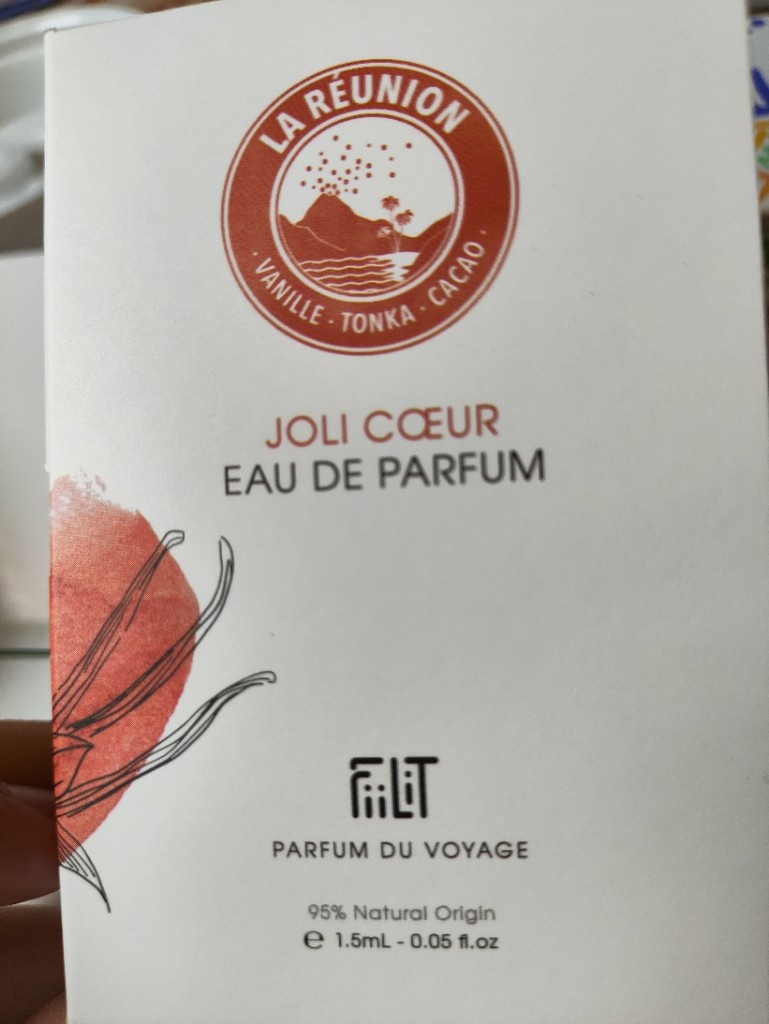 LA RÉUNION
· VANILLE · TONKA · CACAO ·
JOLI CŒUR
EAU DE PARFUM
FiiLiT
PARFUM DU VOYAGE
95% Natural Origin
℮ 1.5mL - 0.05 fl.oz